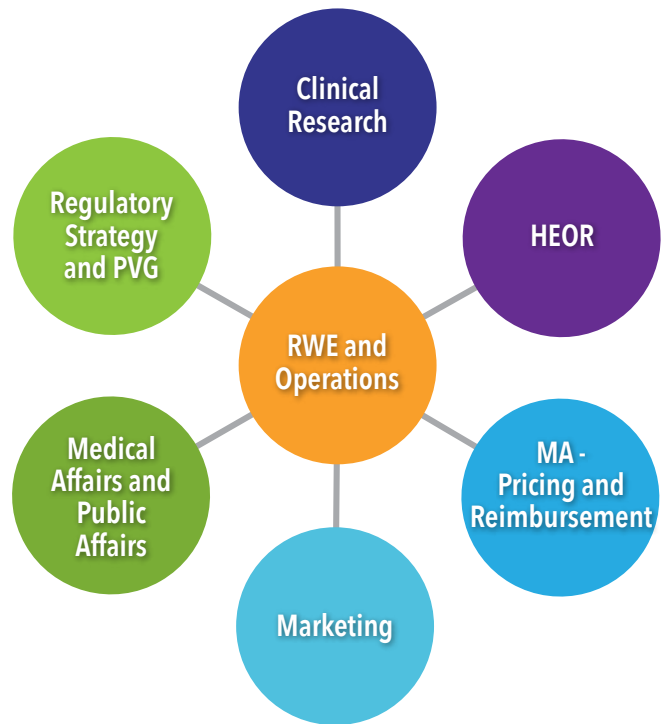 Clinical
Research
HEOR
MA -
Pricing and
Reimbursement
Marketing
Medical
Affairs and
Public
Affairs
Regulatory
Strategy
and PVG
RWE and
Operations